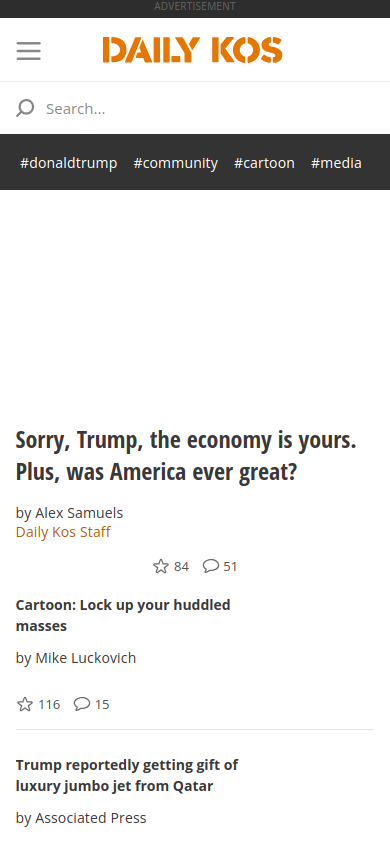 ADVERTISEMENT
DAILY KOS
Search...
#donaldtrump #community #cartoon #media
Sorry, Trump, the economy is yours.
Plus, was America ever great?
by Alex Samuels
Daily Kos Staff
84 51
Cartoon: Lock up your huddled
masses
by Mike Luckovich
116 15
Trump reportedly getting gift of
luxury jumbo jet from Qatar
by Associated Press